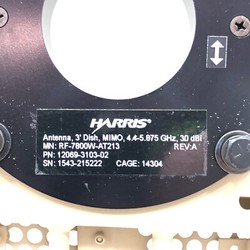 HARRIS®
Antenna, 3' Dish, MIMO, 4.4-5.875 GHz, 30 dBi
MN: RF-7800W-AT213 REV:A
PN: 12069-3103-02
SN: 1543-215222 CAGE: 14304